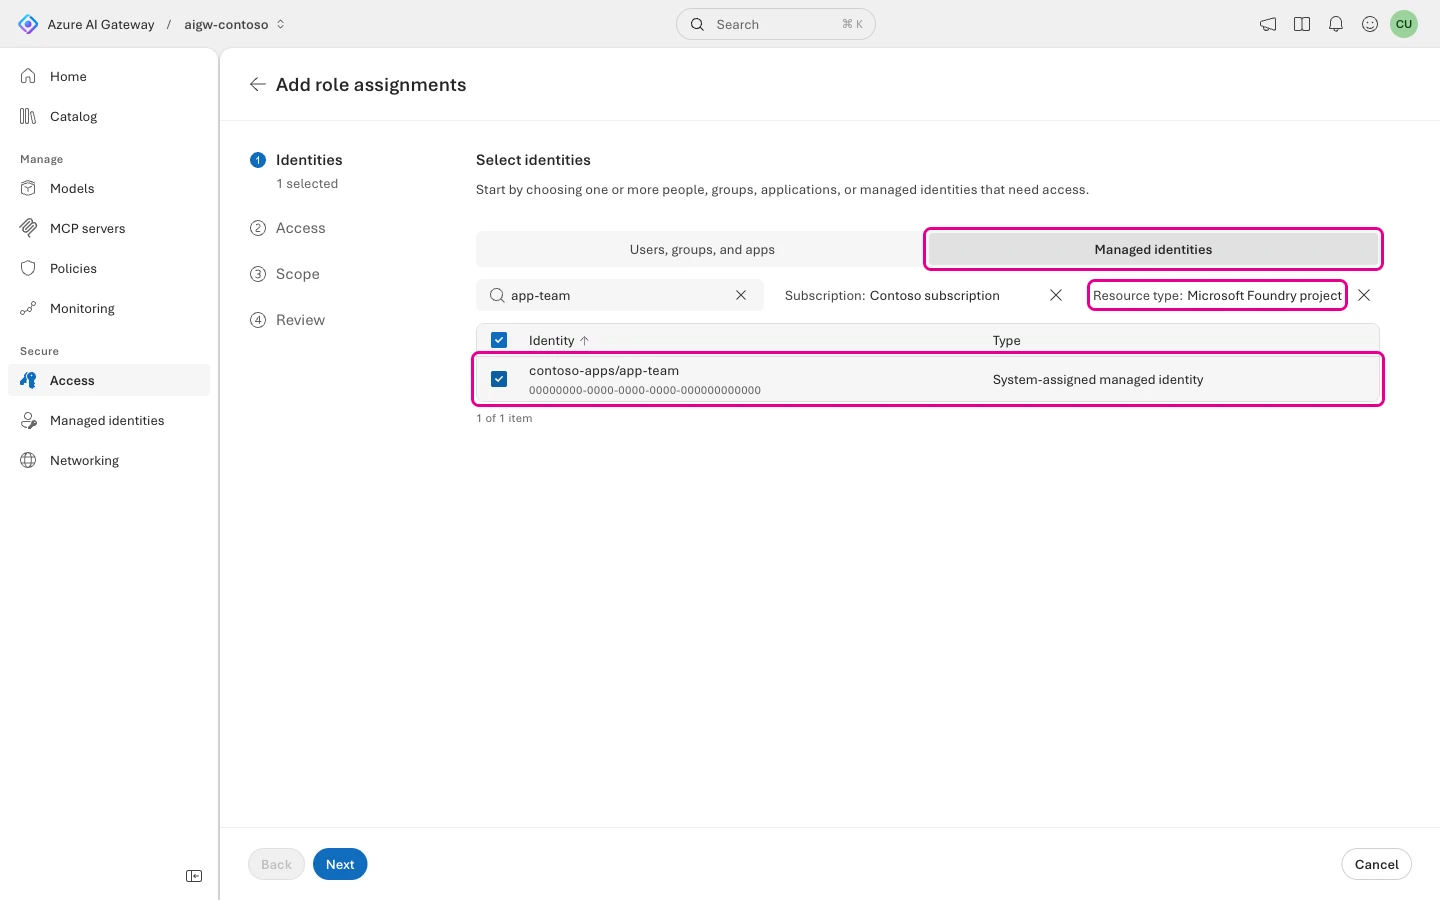 Azure AI Gateway / aigw-contoso
Search ⌘ K
CU
Home
Catalog
Manage
Models
MCP servers
Policies
Monitoring
Secure
Access
Managed identities
Networking
Add role assignments
1 Identities
1 selected
2 Access
3 Scope
4 Review
Select identities
Start by choosing one or more people, groups, applications, or managed identities that need access.
Users, groups, and apps
Managed identities
app-team
Subscription: Contoso subscription
Resource type: Microsoft Foundry project
Identity ↑ Type
contoso-apps/app-team
00000000-0000-0000-0000-000000000000
System-assigned managed identity
1 of 1 item
Back
Next
Cancel